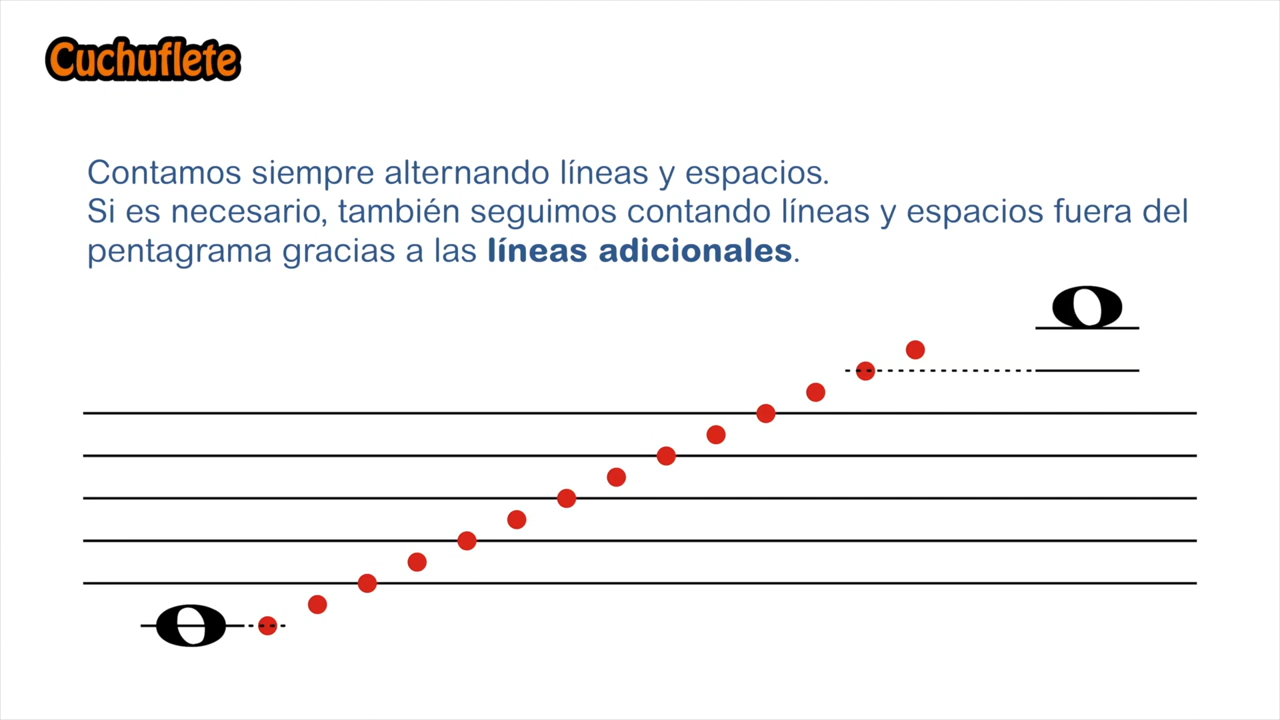 Cuchuflete
Contamos siempre alternando líneas y espacios.
Si es necesario, también seguimos contando líneas y espacios fuera del
pentagrama gracias a las líneas adicionales.